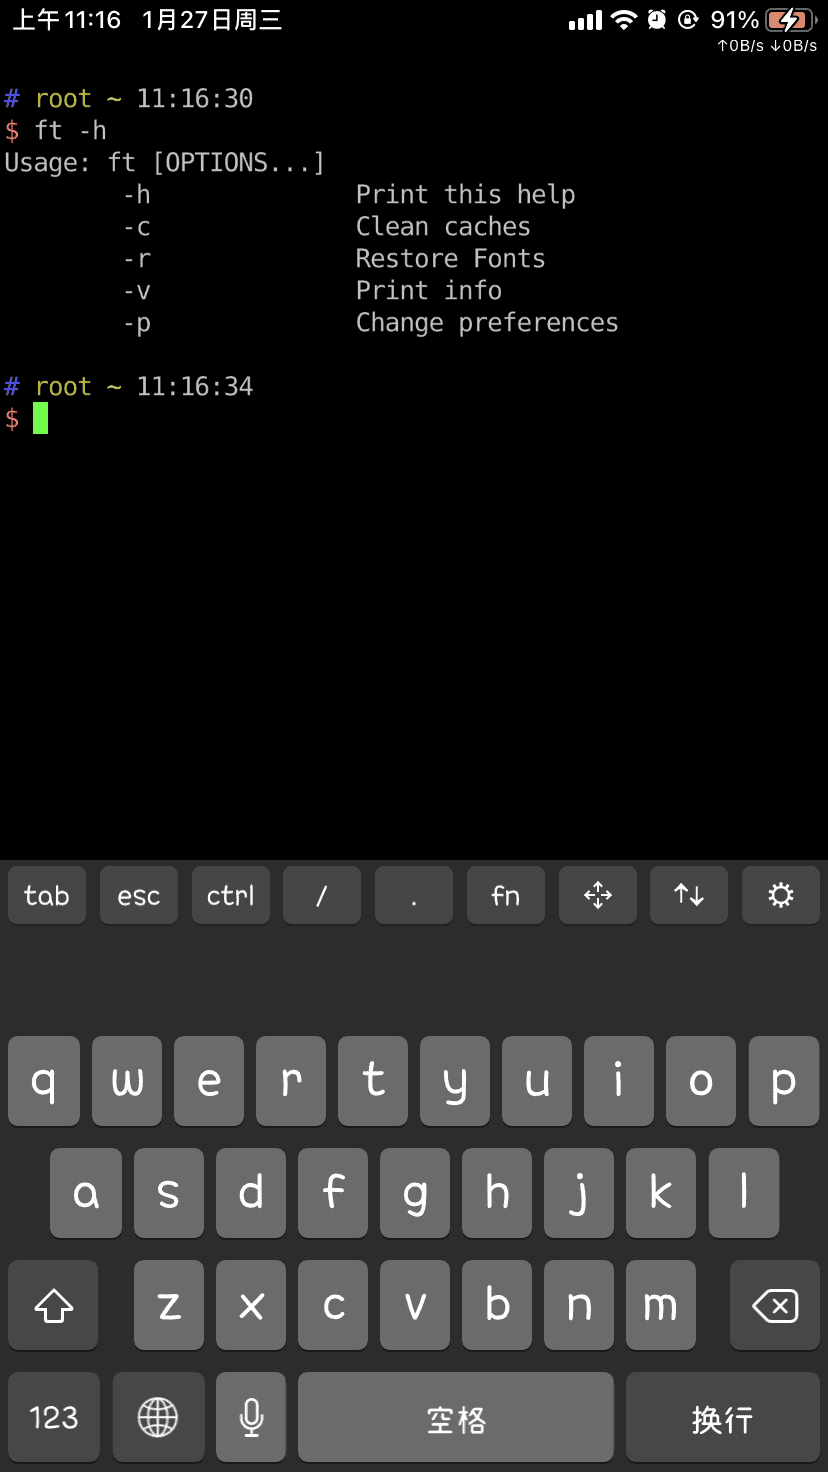 上午11:16 1月27日周三 91%
↑0B/s ↓0B/s
# root ~ 11:16:30
$ ft -h
Usage: ft [OPTIONS...]
-h Print this help
-c Clean caches
-r Restore Fonts
-v Print info
-p Change preferences
# root ~ 11:16:34
$
tab esc ctrl / . fn
q w e r t y u i o p
a s d f g h j k l
z x c v b n m
123 空格 换行